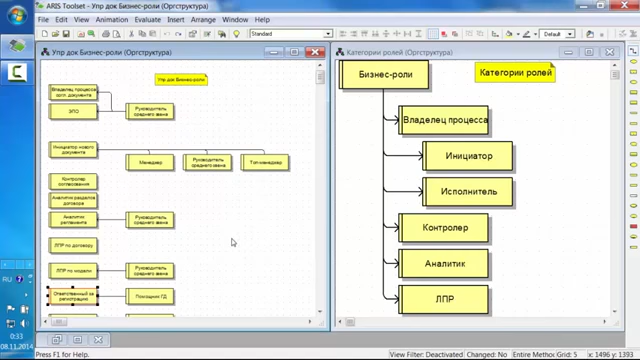 ARIS Toolset - [Упр док Бизнес-роли (Оргструктура)]
File Edit View Animation Evaluate Insert Arrange Window Help
Standard
Default
Упр док Бизнес-роли (Оргструктура)
Упр док Бизнес-роли
Владелец процесса
согл. документа
ЭПО
Руководитель
среднего звена
Инициатор нового
документа
Менеджер
Руководитель
среднего звена
Топ-менеджер
Контролер
согласования
Аналитик разделов
договора
Аналитик
регламента
Руководитель
среднего звена
ЛПР по договору
ЛПР по модели
Руководитель
среднего звена
Ответственный за
регистрацию
Помощник ГД
Категории ролей (Оргструктура)
Бизнес-роли
Категории ролей
Владелец процесса
Инициатор
Исполнитель
Контролер
Аналитик
ЛПР
RU
0:33
08.11.2014
Press F1 for Help.
View Filter: Deactivated
Changed: No
Entire Method
Grid: 5
x: 1496 y: 1393